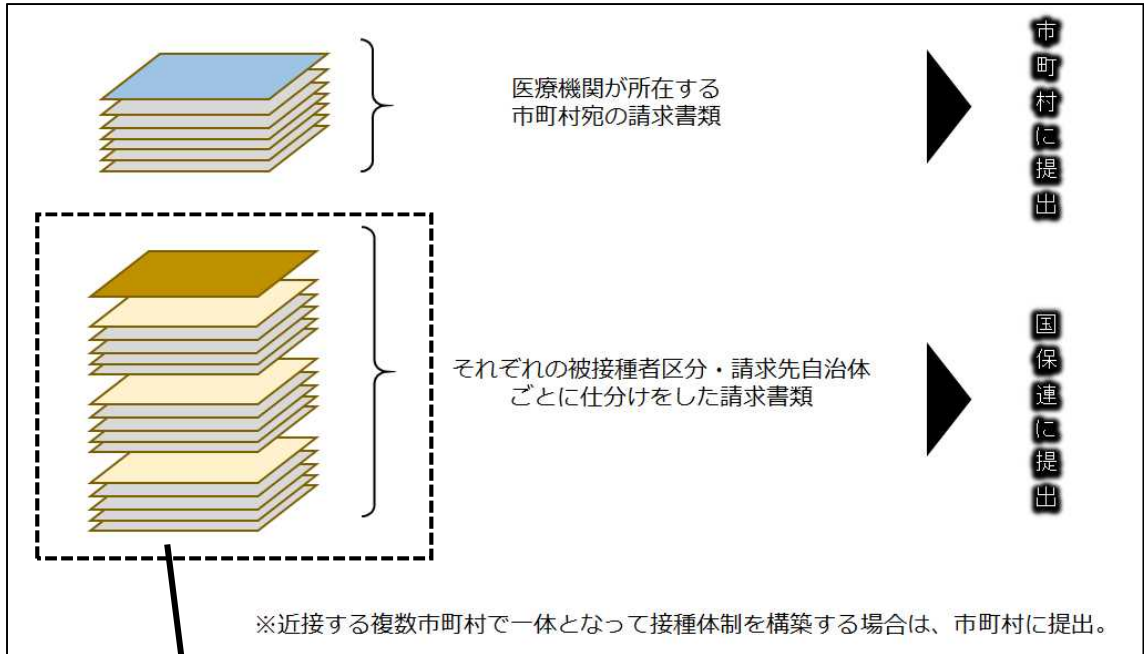 医療機関が所在する
市町村宛の請求書類
市町村に提出
それぞれの被接種者区分・請求先自治体
ごとに仕分けをした請求書類
国保連に提出
※近接する複数市町村で一体となって接種体制を構築する場合は、市町村に提出。